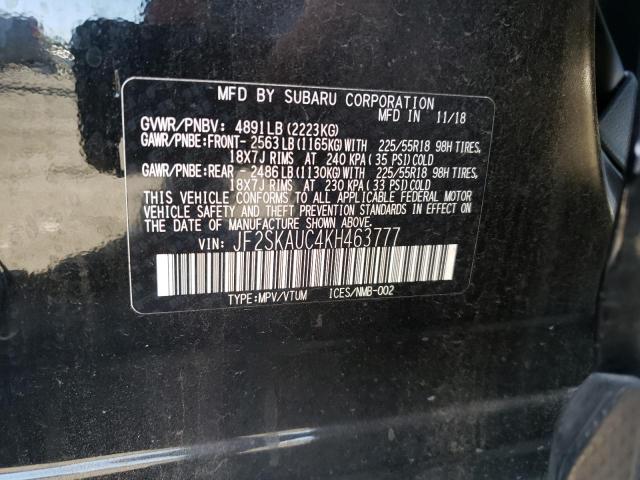 MFD BY SUBARU CORPORATION
MFD IN 11/18
GVWR/PNBV: 4891LB(2223KG)
GAWR/PNBE:FRONT- 2563LB(1165KG)WITH 225/55R18 98H TIRES,
18X7J RIMS AT 240 KPA(35 PSI)COLD
GAWR/PNBE:REAR - 2486LB(1130KG)WITH 225/55R18 98H TIRES,
18X7J RIMS AT 230 KPA(33 PSI)COLD
THIS VEHICLE CONFORMS TO ALL APPLICABLE FEDERAL MOTOR
VEHICLE SAFETY AND THEFT PREVENTION STANDARDS IN EFFECT ON
THE DATE OF MANUFACTURE SHOWN ABOVE.
VIN: JF2SKAUC4KH463777
TYPE:MPV/VTUM ICES/NMB-002